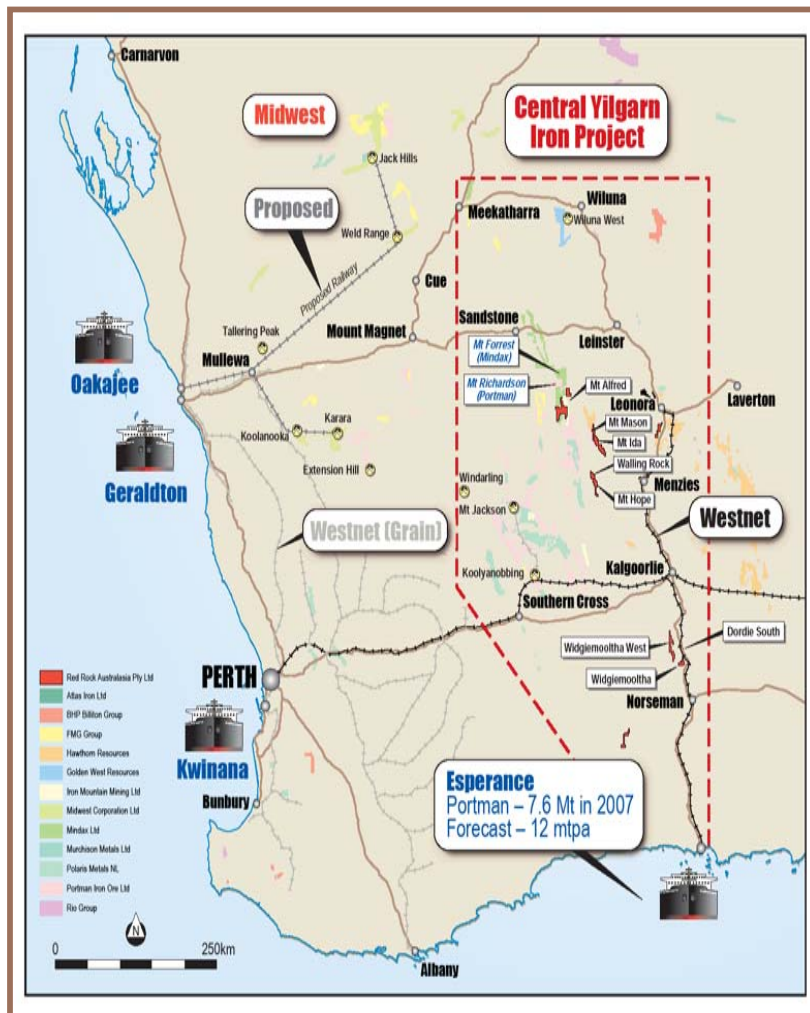 Carnarvon
Midwest
Central Yilgarn
Iron Project
Jack Hills
Proposed
Meekatharra
Wiluna
Wiluna West
Weld Range
Proposed Railway
Cue
Sandstone
Tallering Peak
Mount Magnet
Leinster
Mt Forrest
(Mindax)
Mullewa
Mt Richardson
(Portman)
Mt Alfred
Oakajee
Leonora
Laverton
Mt Mason
Karara
Koolanooka
Mt Ida
Walling Rock
Extension Hill
Windarling
Menzies
Geraldton
Mt Hope
Mt Jackson
Westnet (Grain)
Westnet
Koolyanobbing
Kalgoorlie
Southern Cross
Dordie South
Widgiemooltha West
PERTH
Widgiemooltha
Norseman
Red Rock Australasia Pty Ltd
Atlas Iron Ltd
BHP Billiton Group
FMG Group
Hawthorn Resources
Golden West Resources
Iron Mountain Mining Ltd
Midwest Corporation Ltd
Mindax Ltd
Murchison Metals Ltd
Polaris Metals NL
Portman Iron Ore Ltd
Rio Group
Kwinana
Bunbury
Esperance
Portman – 7.6 Mt in 2007
Forecast – 12 mtpa
N
0
250km
Albany